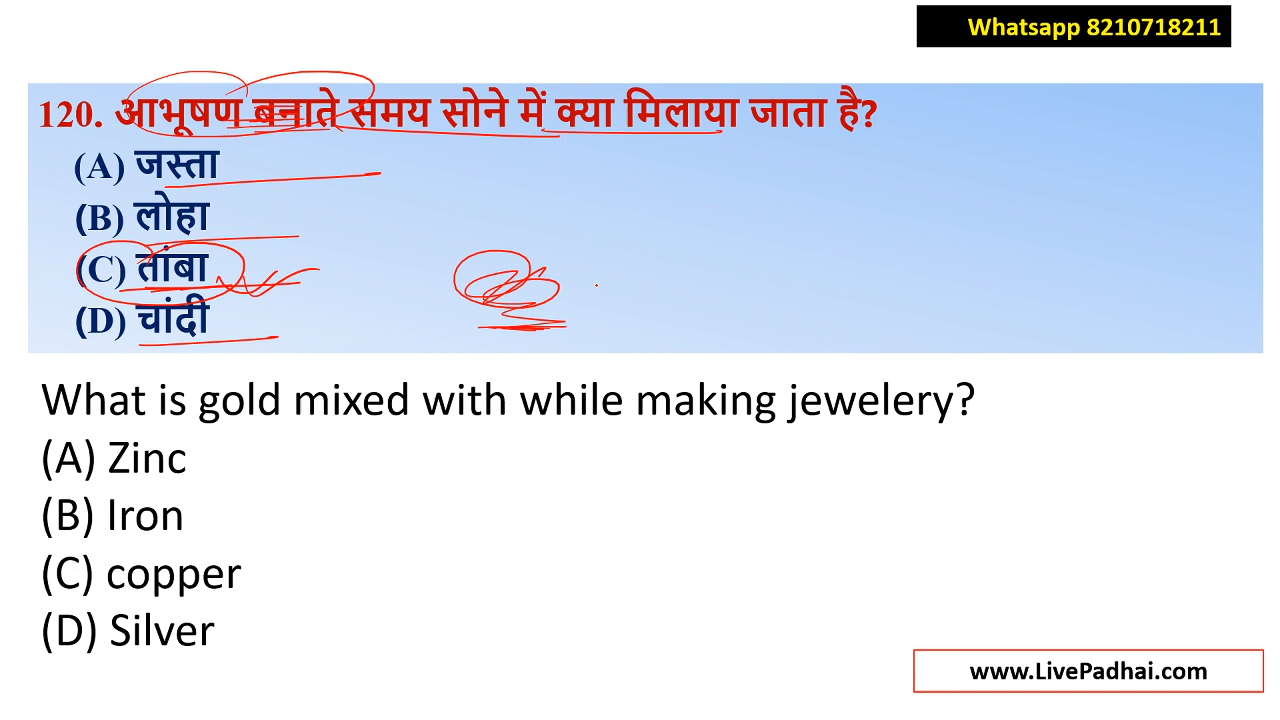 Whatsapp 8210718211
120. आभूषण बनाते समय सोने में क्या मिलाया जाता है?
(A) जस्ता
(B) लोहा
(C) तांबा
(D) चांदी
What is gold mixed with while making jewelery?
(A) Zinc
(B) Iron
(C) copper
(D) Silver
www.LivePadhai.com